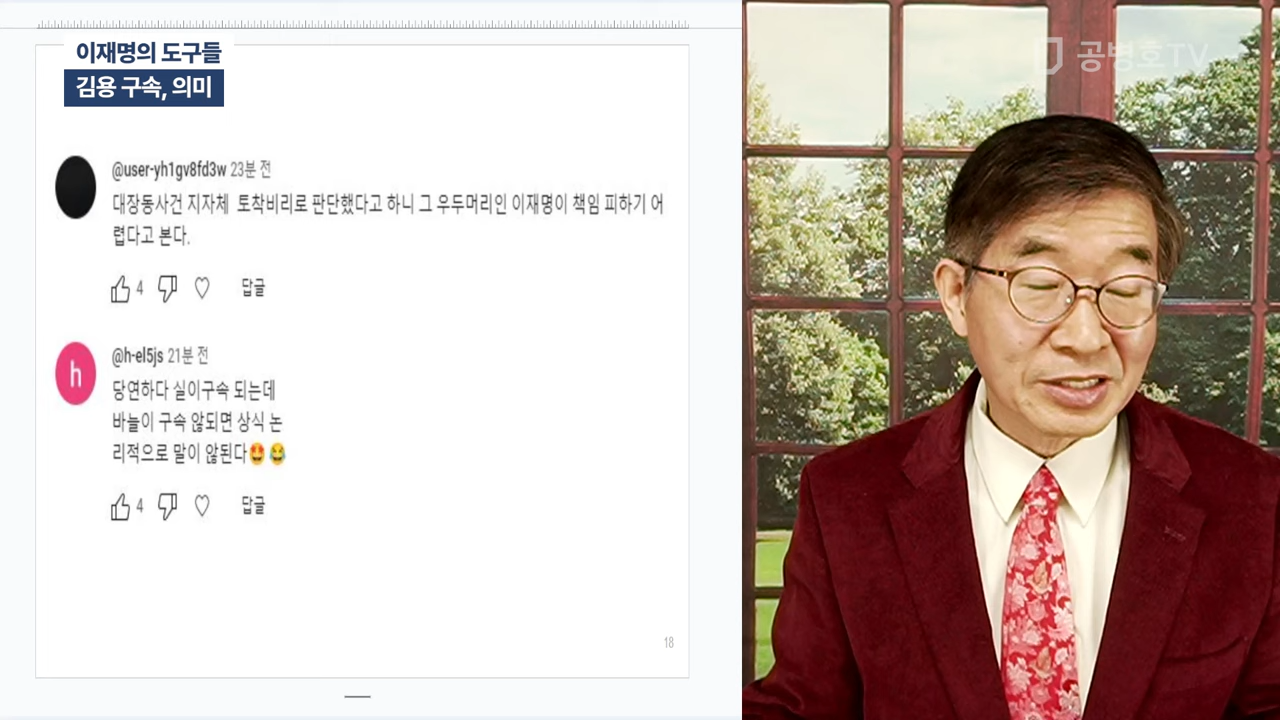 이재명의 도구들
김용 구속, 의미
공병호TV
@user-yh1gv8fd3w 23분 전
대장동사건 지자체 토착비리로 판단했다고 하니 그 우두머리인 이재명이 책임 피하기 어
렵다고 본다.
4 답글
h
@h-el5js 21분 전
당연하다 실이구속 되는데
바늘이 구속 않되면 상식 논
리적으로 말이 않된다🤩😂
4 답글
18